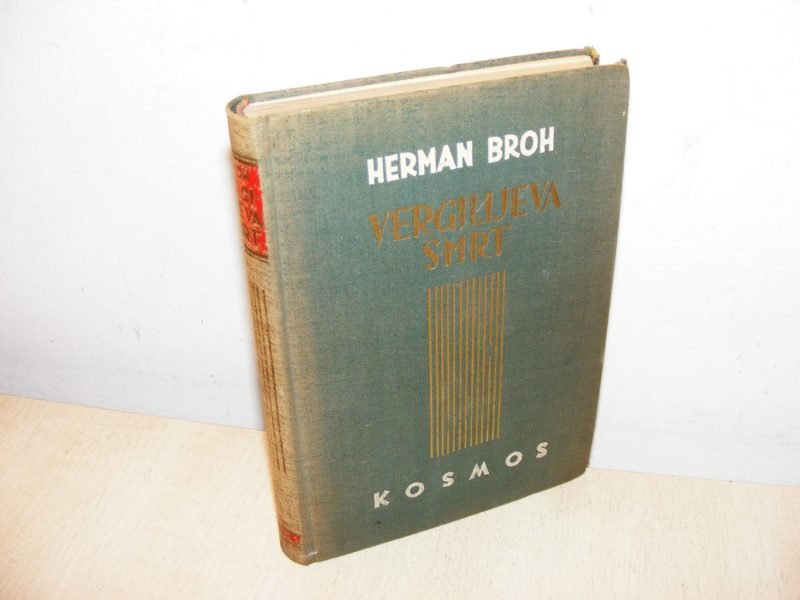 HERMAN BROH
VERGILIJEVA
SMRT
KOSMOS